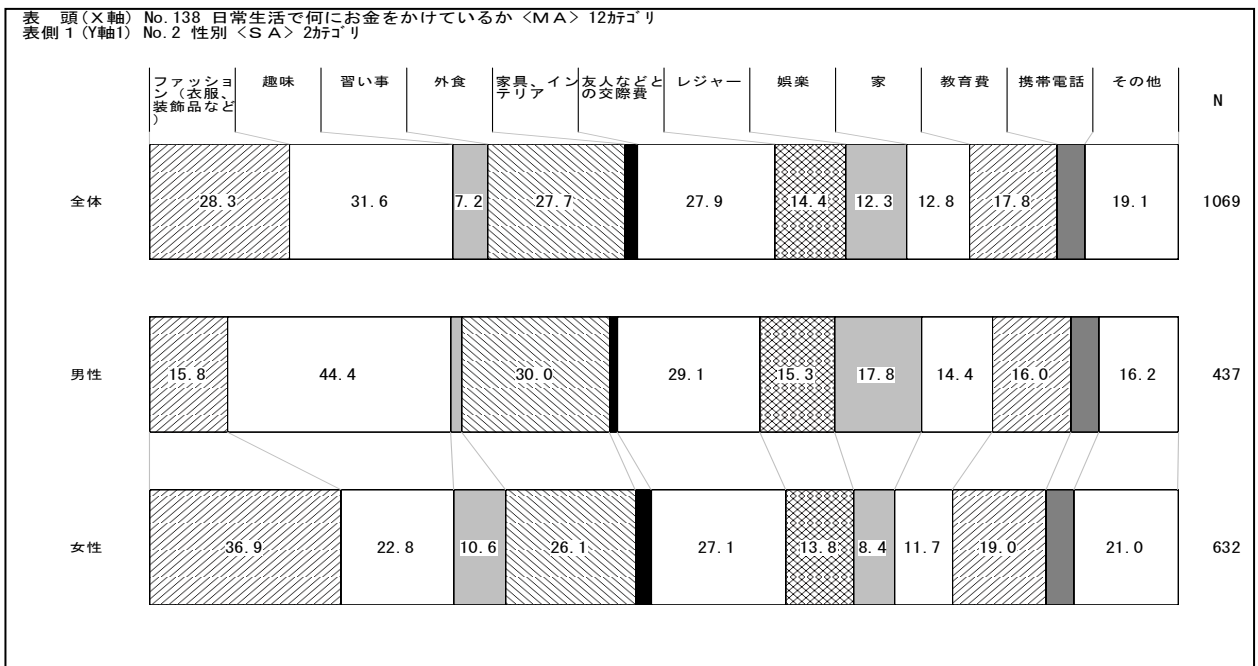 表　頭(X軸) No.138 日常生活で何にお金をかけているか <MA> 12ｶﾃｺﾞﾘ
表側1(Y軸1) No.2 性別 <SA> 2ｶﾃｺﾞﾘ
ファッショ
ン（衣服、
装飾品など
）
趣味
習い事
外食
家具、イン
テリア
友人などと
の交際費
レジャー
娯楽
家
教育費
携帯電話
その他
N
全体 28.3 31.6 7.2 27.7 27.9 14.4 12.3 12.8 17.8 19.1 1069
男性 15.8 44.4 30.0 29.1 15.3 17.8 14.4 16.0 16.2 437
女性 36.9 22.8 10.6 26.1 27.1 13.8 8.4 11.7 19.0 21.0 632